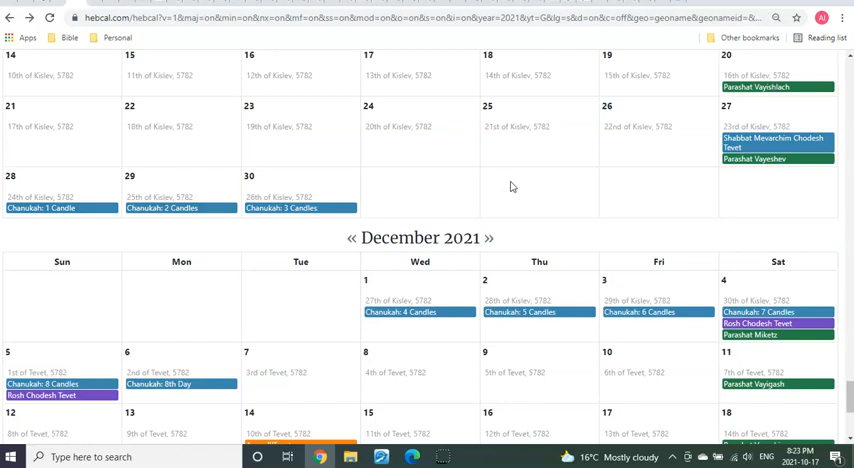 hebcal.com/hebcal?v=1&maj=on&min=on&nx=on&mf=on&ss=on&mod=on&o=on&s=on&i=on&year=2021&yt=G&lg=s&d=on&c=off&geo=geoname&geonameid=&...
AI
Apps Bible Personal Other bookmarks Reading list
14 15 16 17 18 19 20
10th of Kislev, 5782 11th of Kislev, 5782 12th of Kislev, 5782 13th of Kislev, 5782 14th of Kislev, 5782 15th of Kislev, 5782 16th of Kislev, 5782
Parashat Vayishlach
21 22 23 24 25 26 27
17th of Kislev, 5782 18th of Kislev, 5782 19th of Kislev, 5782 20th of Kislev, 5782 21st of Kislev, 5782 22nd of Kislev, 5782 23rd of Kislev, 5782
Shabbat Mevarchim Chodesh
Tevet
Parashat Vayeshev
28 29 30
24th of Kislev, 5782 25th of Kislev, 5782 26th of Kislev, 5782
Chanukah: 1 Candle Chanukah: 2 Candles Chanukah: 3 Candles
« December 2021 »
Sun Mon Tue Wed Thu Fri Sat
1 2 3 4
27th of Kislev, 5782 28th of Kislev, 5782 29th of Kislev, 5782 30th of Kislev, 5782
Chanukah: 4 Candles Chanukah: 5 Candles Chanukah: 6 Candles Chanukah: 7 Candles
Rosh Chodesh Tevet
Parashat Miketz
5 6 7 8 9 10 11
1st of Tevet, 5782 2nd of Tevet, 5782 3rd of Tevet, 5782 4th of Tevet, 5782 5th of Tevet, 5782 6th of Tevet, 5782 7th of Tevet, 5782
Chanukah: 8 Candles Chanukah: 8th Day Parashat Vayigash
Rosh Chodesh Tevet
12 13 14 15 16 17 18
8th of Tevet, 5782 9th of Tevet, 5782 10th of Tevet, 5782 11th of Tevet, 5782 12th of Tevet, 5782 13th of Tevet, 5782 14th of Tevet, 5782
Type here to search 16°C Mostly cloudy ENG 8:23 PM
2021-10-17